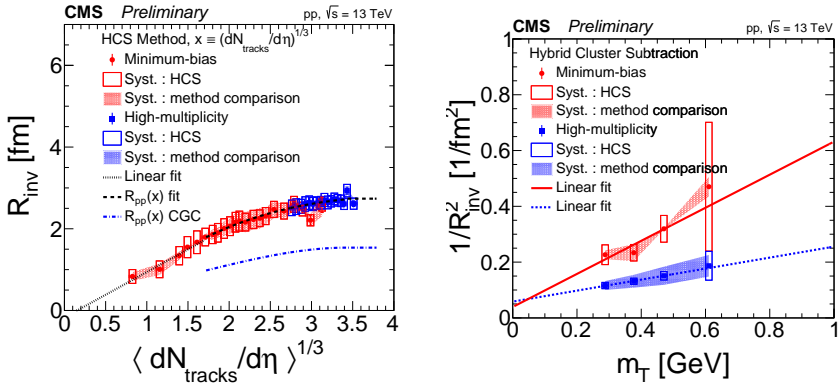 CMS Preliminary pp, √s = 13 TeV
HCS Method, x ≡ (dN_tracks/dη)^1/3
Minimum-bias
Syst. : HCS
Syst. : method comparison
High-multiplicity
Syst. : HCS
Syst. : method comparison
Linear fit
R_pp(x) fit
R_pp(x) CGC
R_inv [fm]
8
6
4
2
0
0 0.5 1 1.5 2 2.5 3 3.5 4
⟨ dN_tracks/dη ⟩^1/3
CMS Preliminary pp, √s = 13 TeV
Hybrid Cluster Subtraction
Minimum-bias
Syst. : HCS
Syst. : method comparison
High-multiplicity
Syst. : HCS
Syst. : method comparison
Linear fit
Linear fit
1/R²_inv [1/fm²]
1
0.8
0.6
0.4
0.2
0
0 0.2 0.4 0.6 0.8 1
m_T [GeV]